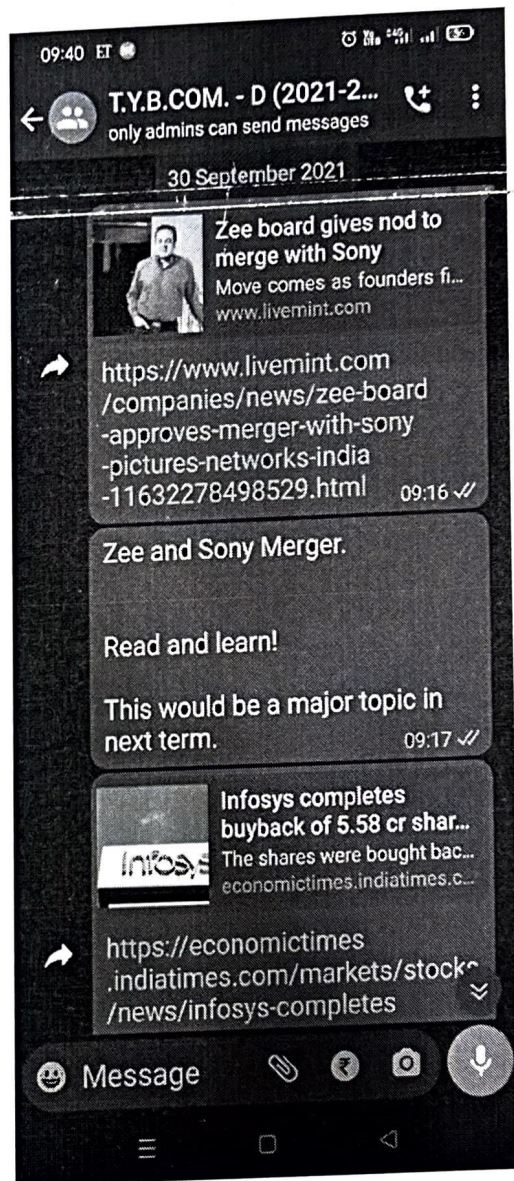 09:40 ET
T.Y.B.COM. - D (2021-2...
only admins can send messages
30 September 2021
Zee board gives nod to
merge with Sony
Move comes as founders fi...
www.livemint.com
https://www.livemint.com
/companies/news/zee-board
-approves-merger-with-sony
-pictures-networks-india
-11632278498529.html 09:16
Zee and Sony Merger.
Read and learn!
This would be a major topic in
next term. 09:17
Infosys completes
buyback of 5.58 cr shar...
Infosys
The shares were bought bac...
economictimes.indiatimes.c...
https://economictimes
.indiatimes.com/markets/stocks
/news/infosys-completes
Message